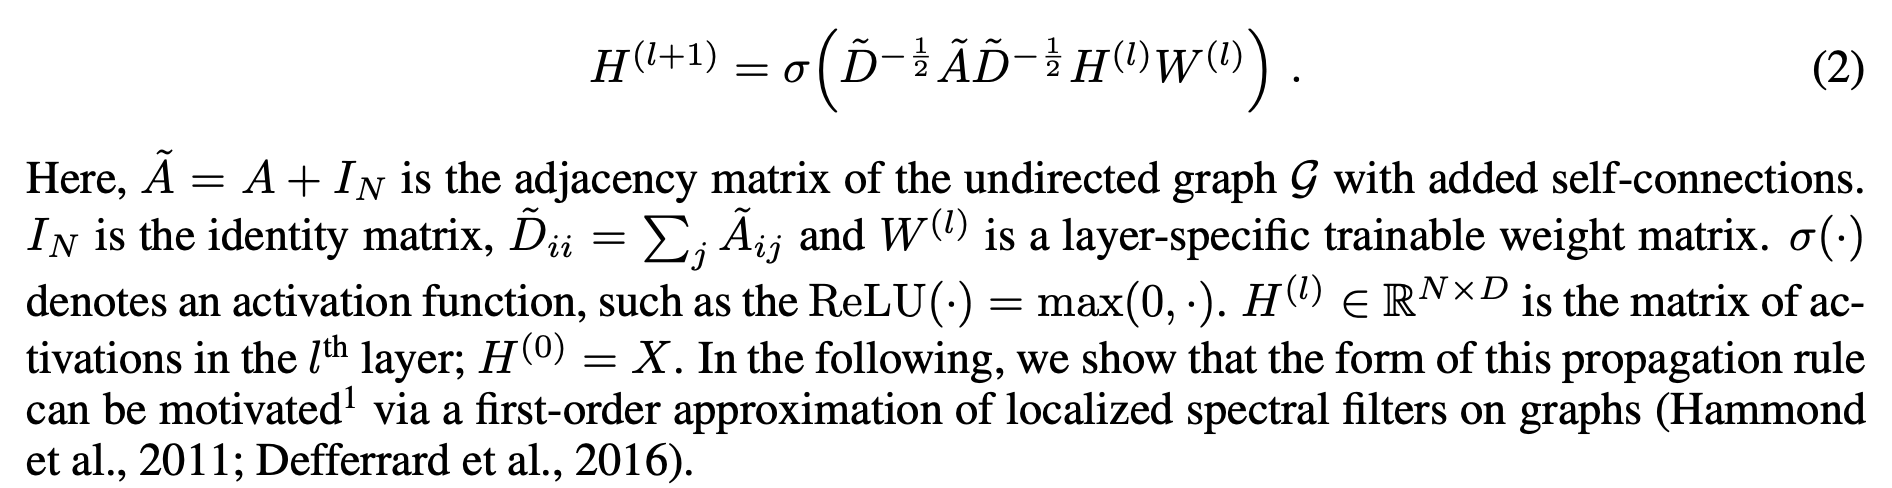 H^{(l+1)} = σ(D̃^{-1/2} Ã D̃^{-1/2} H^{(l)} W^{(l)}) . (2)
Here, Ã = A + I_N is the adjacency matrix of the undirected graph 𝒢 with added self-connections.
I_N is the identity matrix, D̃_{ii} = ∑_j Ã_{ij} and W^{(l)} is a layer-specific trainable weight matrix. σ(·)
denotes an activation function, such as the ReLU(·) = max(0, ·). H^{(l)} ∈ ℝ^{N×D} is the matrix of ac-
tivations in the l^{th} layer; H^{(0)} = X. In the following, we show that the form of this propagation rule
can be motivated¹ via a first-order approximation of localized spectral filters on graphs (Hammond
et al., 2011; Defferrard et al., 2016).